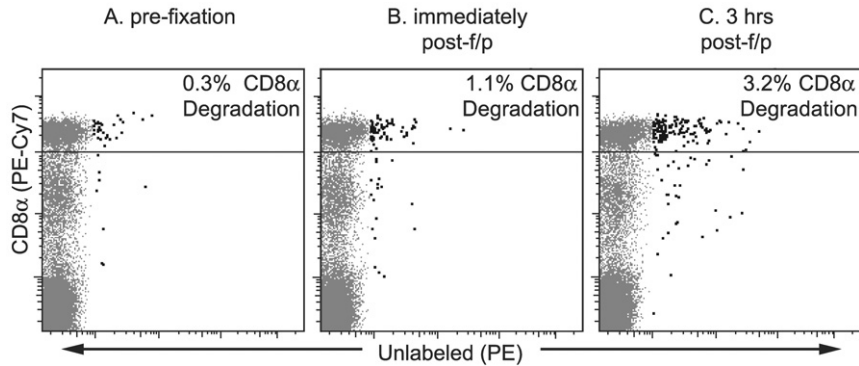 A. pre-fixation
B. immediately
post-f/p
C. 3 hrs
post-f/p
0.3% CD8α
Degradation
1.1% CD8α
Degradation
3.2% CD8α
Degradation
CD8α (PE-Cy7)
Unlabeled (PE)